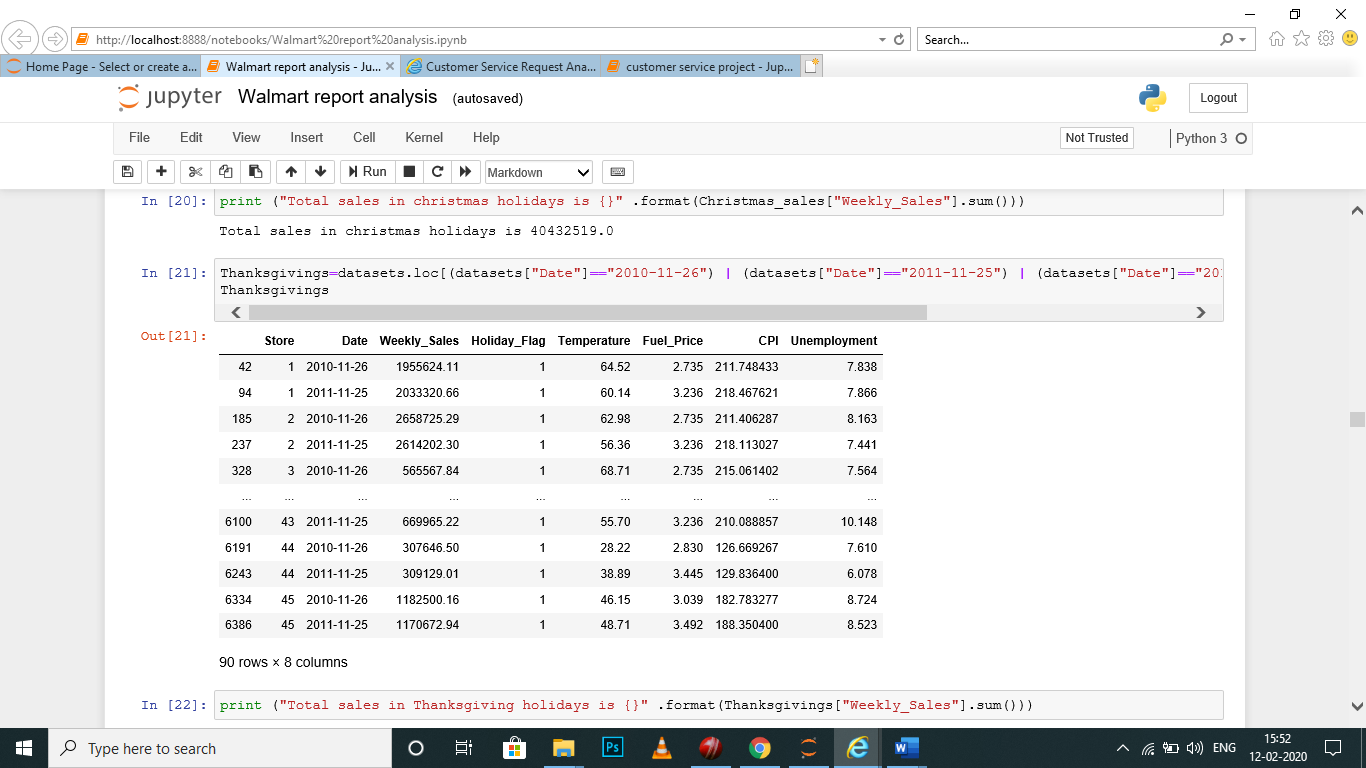 http://localhost:8888/notebooks/Walmart%20report%20analysis.ipynb
Search...
Home Page - Select or create a...
Walmart report analysis - Ju...
Customer Service Request Ana...
customer service project - Jup...
jupyter Walmart report analysis (autosaved)
Logout
File Edit View Insert Cell Kernel Help
Not Trusted
Python 3
Run
Markdown
In [20]: print ("Total sales in christmas holidays is {}" .format(Christmas_sales["Weekly_Sales"].sum()))
Total sales in christmas holidays is 40432519.0
In [21]: Thanksgivings=datasets.loc[(datasets["Date"]=="2010-11-26") | (datasets["Date"]=="2011-11-25") | (datasets["Date"]=="20
Thanksgivings
Out[21]:
Store Date Weekly_Sales Holiday_Flag Temperature Fuel_Price CPI Unemployment
42 1 2010-11-26 1955624.11 1 64.52 2.735 211.748433 7.838
94 1 2011-11-25 2033320.66 1 60.14 3.236 218.467621 7.866
185 2 2010-11-26 2658725.29 1 62.98 2.735 211.406287 8.163
237 2 2011-11-25 2614202.30 1 56.36 3.236 218.113027 7.441
328 3 2010-11-26 565567.84 1 68.71 2.735 215.061402 7.564
... ... ... ... ... ... ... ... ...
6100 43 2011-11-25 669965.22 1 55.70 3.236 210.088857 10.148
6191 44 2010-11-26 307646.50 1 28.22 2.830 126.669267 7.610
6243 44 2011-11-25 309129.01 1 38.89 3.445 129.836400 6.078
6334 45 2010-11-26 1182500.16 1 46.15 3.039 182.783277 8.724
6386 45 2011-11-25 1170672.94 1 48.71 3.492 188.350400 8.523
90 rows × 8 columns
In [22]: print ("Total sales in Thanksgiving holidays is {}" .format(Thanksgivings["Weekly_Sales"].sum()))
Type here to search
Ps
ENG
15:52
12-02-2020